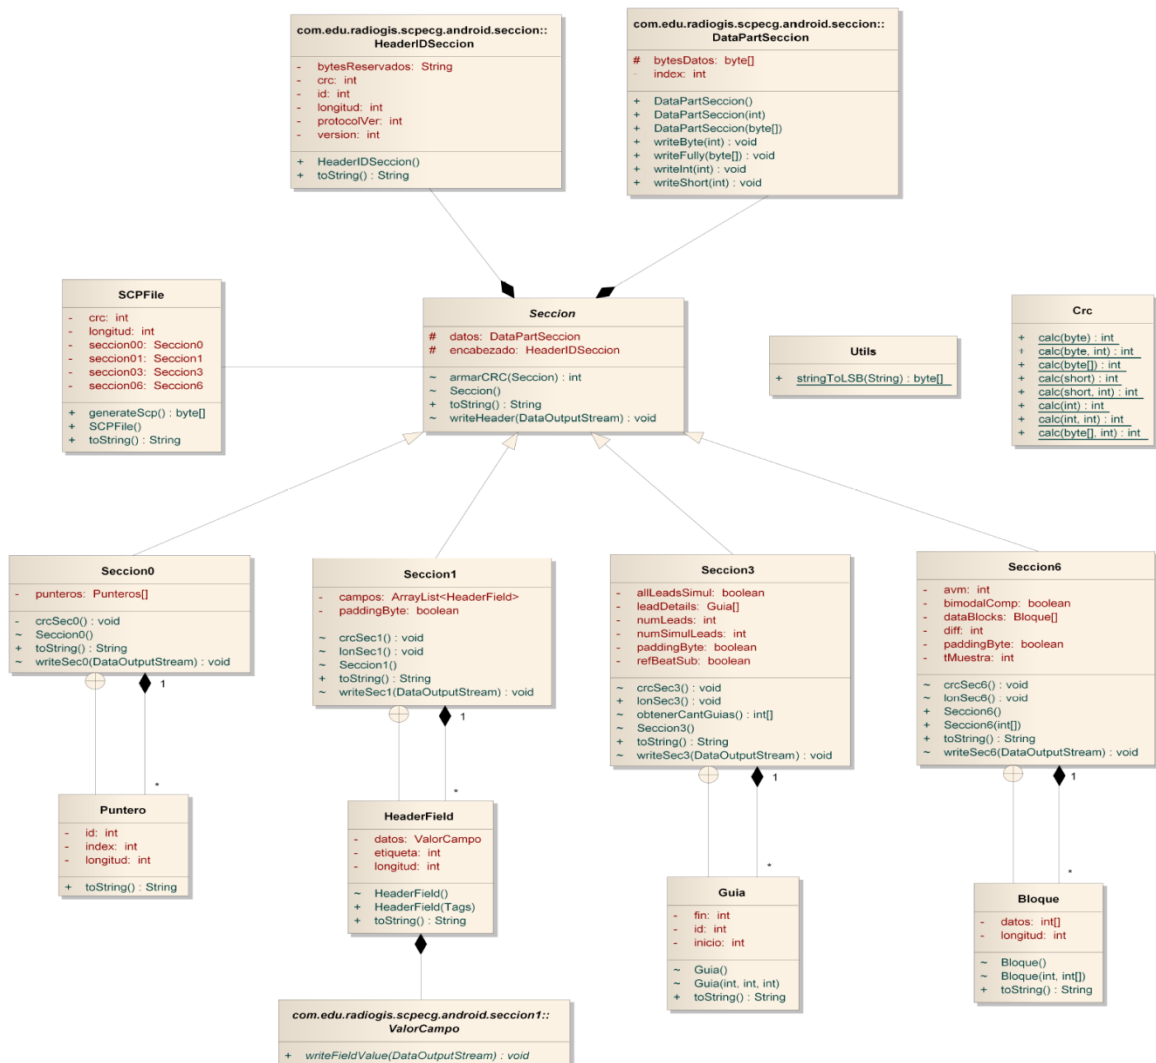 com.edu.radiogis.scpecg.android.seccion::
HeaderIDSeccion
- bytesReservados: String
- crc: int
- id: int
- longitud: int
- protocolVer: int
- version: int
+ HeaderIDSeccion()
+ toString() : String
com.edu.radiogis.scpecg.android.seccion::
DataPartSeccion
# bytesDatos: byte[]
- index: int
+ DataPartSeccion()
+ DataPartSeccion(int)
+ DataPartSeccion(byte[])
+ writeByte(int) : void
+ writeFully(byte[]) : void
+ writeInt(int) : void
+ writeShort(int) : void
SCPFile
- crc: int
- longitud: int
- seccion00: Seccion0
- seccion01: Seccion1
- seccion03: Seccion3
- seccion06: Seccion6
+ generateScp() : byte[]
+ SCPFile()
+ toString() : String
Seccion
# datos: DataPartSeccion
# encabezado: HeaderIDSeccion
~ armarCRC(Seccion) : int
~ Seccion()
+ toString() : String
~ writeHeader(DataOutputStream) : void
Utils
+ stringToLSB(String) : byte[]
Crc
+ calc(byte) : int
+ calc(byte, int) : int
+ calc(byte[]) : int
+ calc(short) : int
+ calc(short, int) : int
+ calc(int) : int
+ calc(int, int) : int
+ calc(byte[], int) : int
Seccion0
- punteros: Punteros[]
- crcSec0() : void
~ Seccion0()
+ toString() : String
~ writeSec0(DataOutputStream) : void
1
*
Seccion1
- campos: ArrayList<HeaderField>
- paddingByte: boolean
~ crcSec1() : void
~ lonSec1() : void
~ Seccion1()
+ toString() : String
~ writeSec1(DataOutputStream) : void
1
*
Seccion3
- allLeadsSimul: boolean
- leadDetails: Guia[]
- numLeads: int
- numSimulLeads: int
- paddingByte: boolean
- refBeatSub: boolean
~ crcSec3() : void
+ lonSec3() : void
~ obtenerCantGuias() : int[]
~ Seccion3()
+ toString() : String
~ writeSec3(DataOutputStream) : void
1
*
Seccion6
- avm: int
- bimodalComp: boolean
- dataBlocks: Bloque[]
- diff: int
- paddingByte: boolean
- tMuestra: int
~ crcSec6() : void
~ lonSec6() : void
+ Seccion6()
+ Seccion6(int[])
+ toString() : String
~ writeSec6(DataOutputStream) : void
1
*
Puntero
- id: int
- index: int
- longitud: int
+ toString() : String
HeaderField
- datos: ValorCampo
- etiqueta: int
- longitud: int
~ HeaderField()
+ HeaderField(Tags)
+ toString() : String
Guia
- fin: int
- id: int
- inicio: int
~ Guia()
~ Guia(int, int, int)
+ toString() : String
Bloque
- datos: int[]
- longitud: int
~ Bloque()
~ Bloque(int, int[])
+ toString() : String
com.edu.radiogis.scpecg.android.seccion1::
ValorCampo
+ writeFieldValue(DataOutputStream) : void